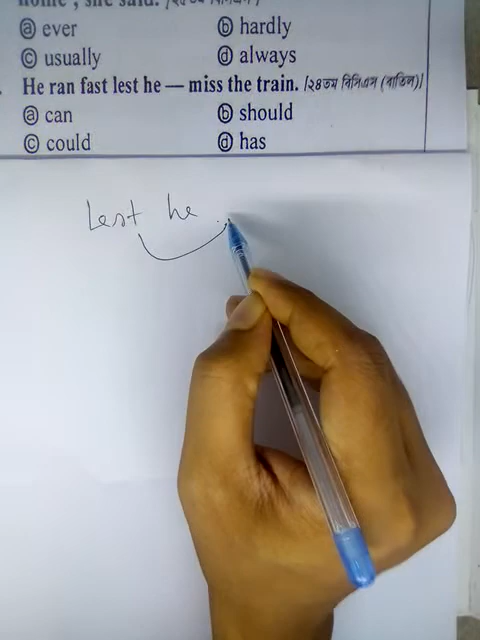 ⓐ ever ⓑ hardly
ⓒ usually ⓓ always
He ran fast lest he — miss the train. [২৪তম বিসিএস (বাতিল)]
ⓐ can ⓑ should
ⓒ could ⓓ has
Lest he